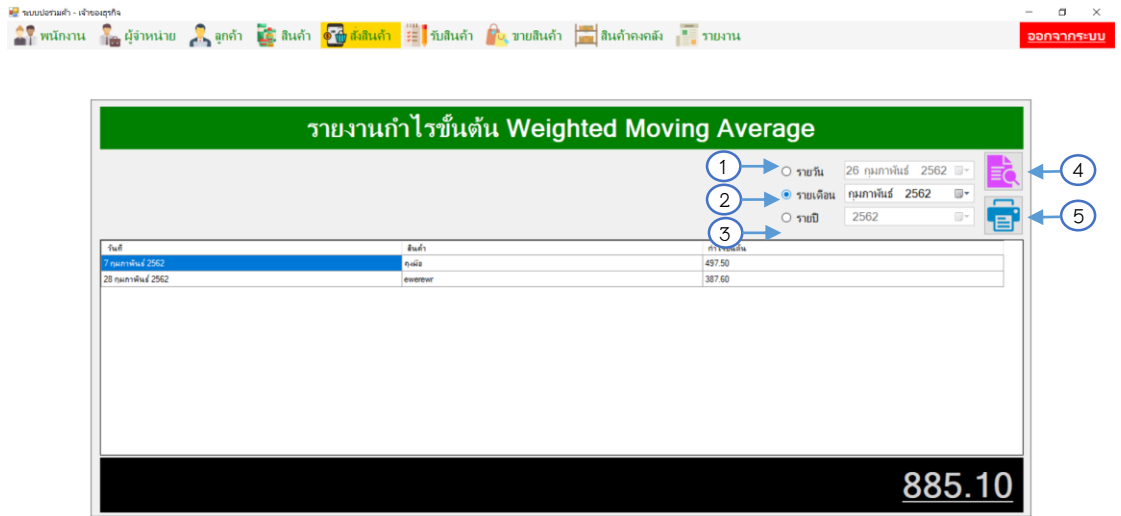 ระบบปอรวมค้า - เจ้าของธุรกิจ
พนักงาน ผู้จำหน่าย ลูกค้า สินค้า สั่งสินค้า รับสินค้า ขายสินค้า สินค้าคงคลัง รายงาน ออกจากระบบ
รายงานกำไรขั้นต้น Weighted Moving Average
1 รายวัน 26 กุมภาพันธ์ 2562 4
2 รายเดือน กุมภาพันธ์ 2562
3 รายปี 2562 5
วันที่ สินค้า กำไรขั้นต้น
7 กุมภาพันธ์ 2562 ถุงมือ 497.50
28 กุมภาพันธ์ 2562 ewerewr 387.60
885.10